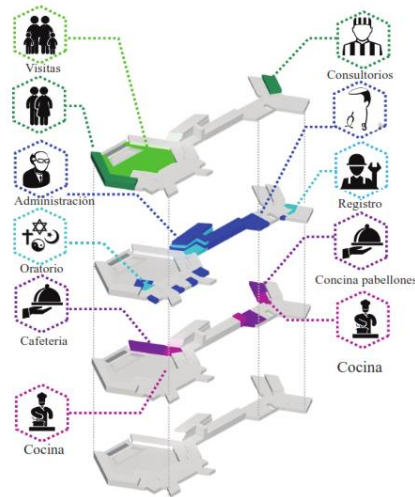 Visitas
Consultorios
Administración
Registro
Oratorio
Concina pabellones
Cafeteria
Cocina
Cocina